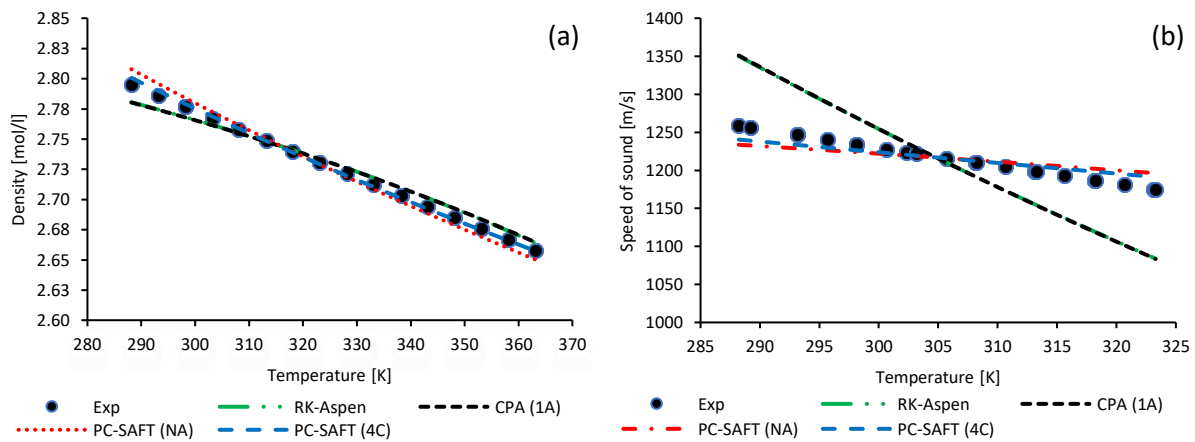 (a)
Density [mol/l]
2.85
2.83
2.80
2.78
2.75
2.73
2.70
2.68
2.65
2.63
2.60
280 290 300 310 320 330 340 350 360 370
Temperature [K]
Exp RK-Aspen CPA (1A)
PC-SAFT (NA) PC-SAFT (4C)
(b)
Speed of sound [m/s]
1400
1350
1300
1250
1200
1150
1100
1050
1000
285 290 295 300 305 310 315 320 325
Temperature [K]
Exp RK-Aspen CPA (1A)
PC-SAFT (NA) PC-SAFT (4C)